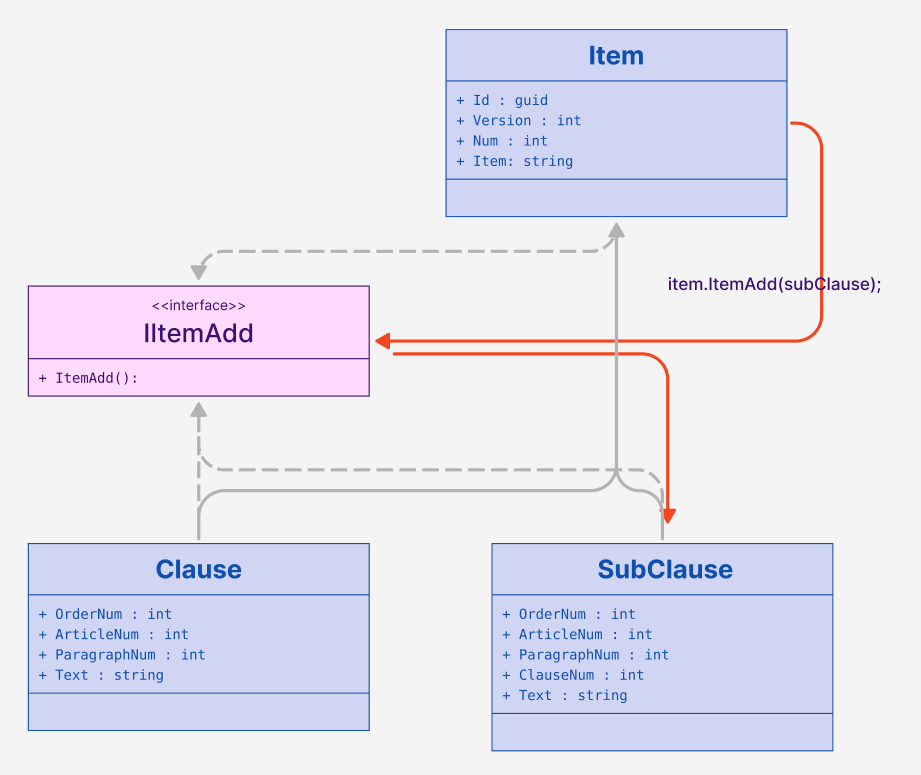 Item
+ Id : guid
+ Version : int
+ Num : int
+ Item: string
item.ItemAdd(subClause);
<<interface>>
IItemAdd
+ ItemAdd():
Clause
+ OrderNum : int
+ ArticleNum : int
+ ParagraphNum : int
+ Text : string
SubClause
+ OrderNum : int
+ ArticleNum : int
+ ParagraphNum : int
+ ClauseNum : int
+ Text : string